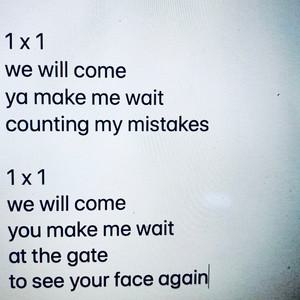 1 x 1
we will come
ya make me wait
counting my mistakes
1 x 1
we will come
you make me wait
at the gate
to see your face again